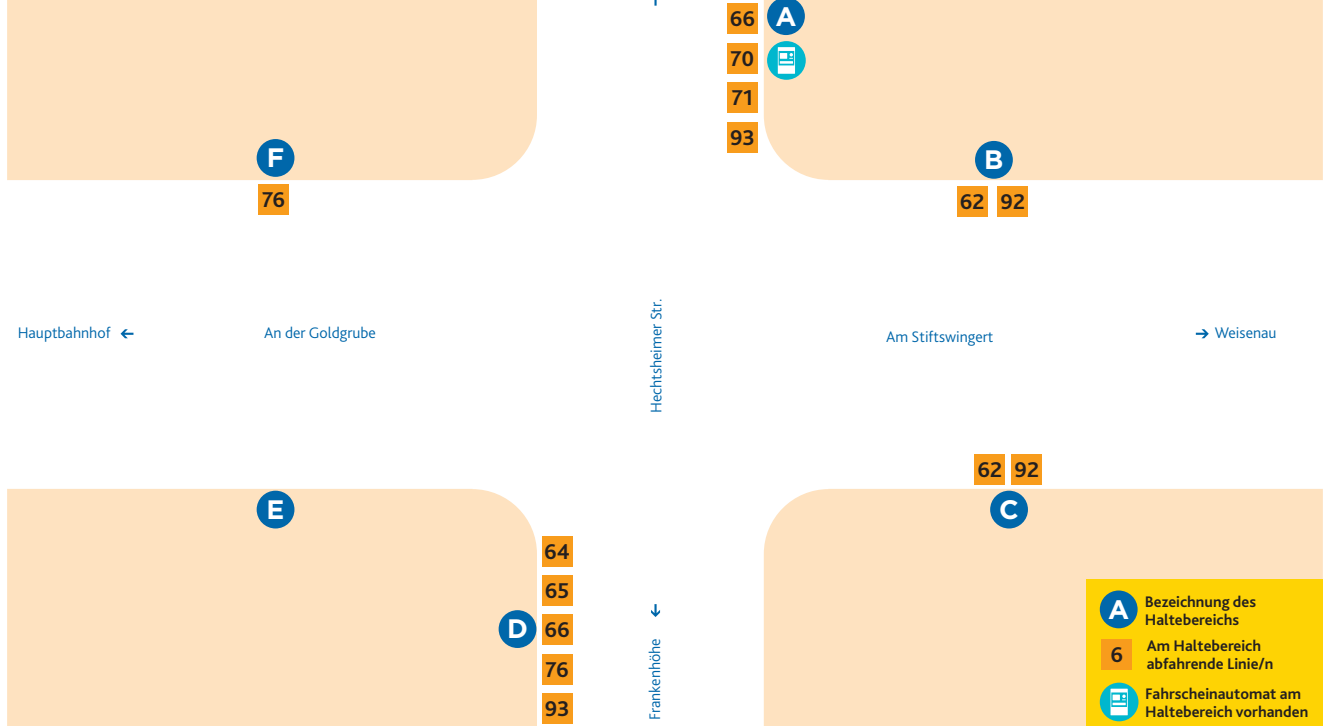 66 A
70
71
93
F
76
B
62 92
Hauptbahnhof ←
An der Goldgrube
Hechtsheimer Str.
Am Stiftswingert
→ Weisenau
62 92
E
C
64
65
D 66
76
93
Frankenhöhe ←
A Bezeichnung des
Haltebereichs
6 Am Haltebereich
abfahrende Linie/n
Fahrscheinautomat am
Haltebereich vorhanden